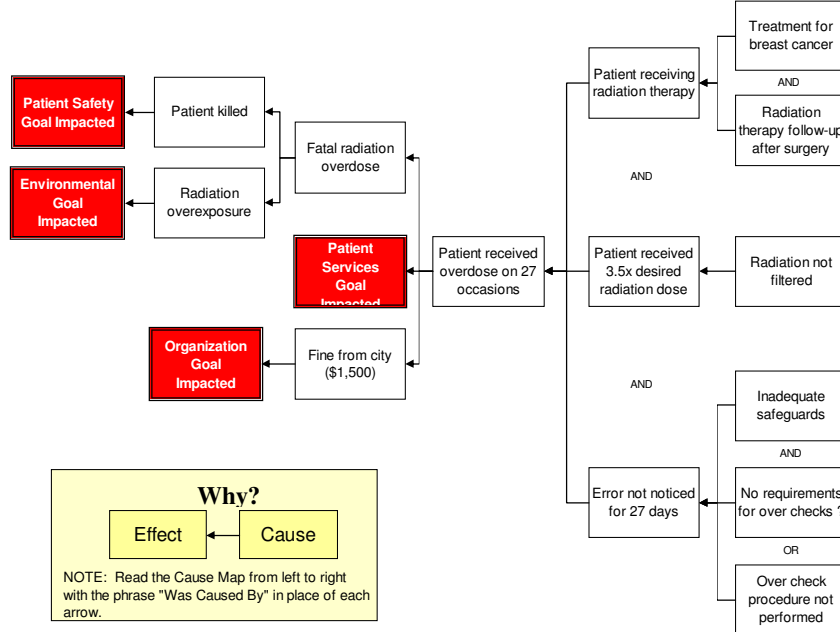 Treatment for
breast cancer
AND
Radiation
therapy follow-up
after surgery
Patient receiving
radiation therapy
Patient Safety
Goal Impacted
Patient killed
Fatal radiation
overdose
Environmental
Goal
Impacted
Radiation
overexposure
AND
Patient
Services
Goal
Impacted
Patient received
overdose on 27
occasions
Patient received
3.5x desired
radiation dose
Radiation not
filtered
Organization
Goal
Impacted
Fine from city
($1,500)
AND
Inadequate
safeguards
AND
Error not noticed
for 27 days
No requirements
for over checks ?
OR
Over check
procedure not
performed
Why?
Effect
Cause
NOTE: Read the Cause Map from left to right
with the phrase "Was Caused By" in place of each
arrow.